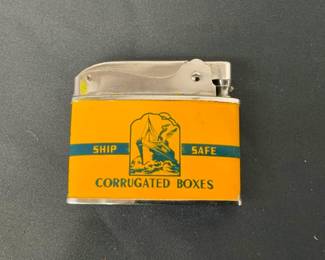 SHIP SAFE
CORRUGATED BOXES